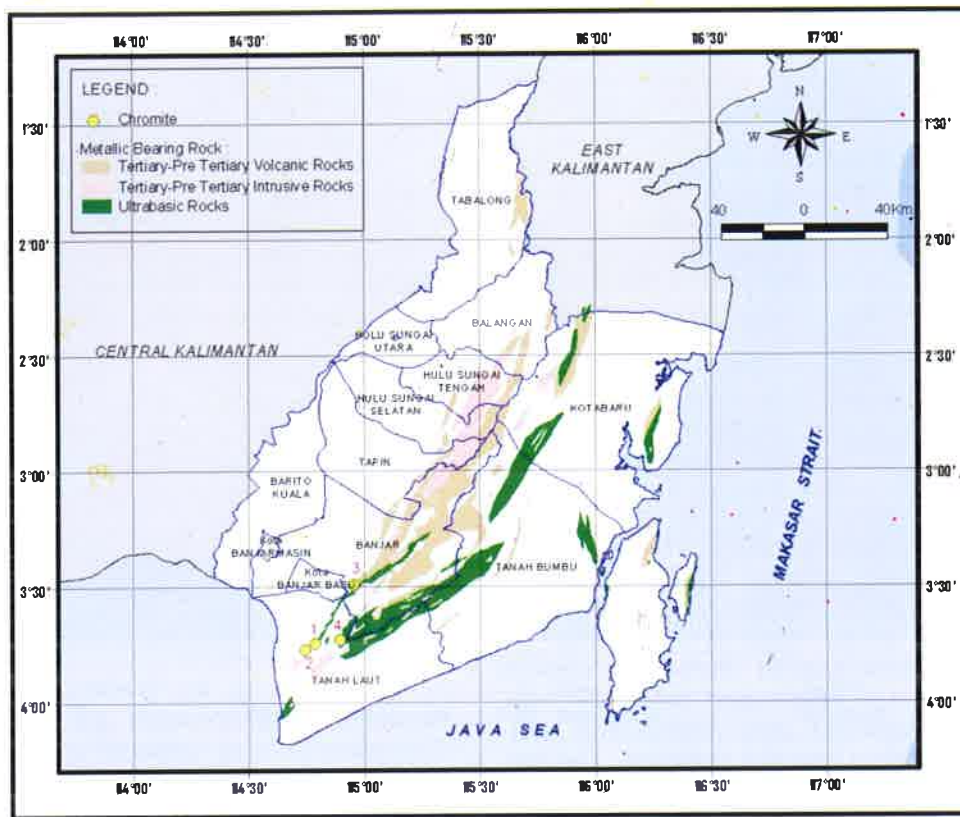 114°00' 114°30' 115°00' 115°30' 116°00' 116°30' 117°00'
LEGEND :
Chromite
Metallic Bearing Rock :
Tertiary-Pre Tertiary Volcanic Rocks
Tertiary-Pre Tertiary Intrusive Rocks
Ultrabasic Rocks
N
W E
S
40 0 40Km
1°30' 1°30'
EAST
KALIMANTAN
TABALONG
2°00' 2°00'
BALANGAN
HULU SUNGAI
UTARA
CENTRAL KALIMANTAN
2°30' 2°30'
HULU SUNGAI
TENGAH
HULU SUNGAI
SELATAN
KOTABARU
TAPIN
3°00' 3°00'
BARITO
KUALA
MAKASAR STRAIT
Kota
BANJARMASIN
BANJAR
Kota
BANJAR BARU
TANAH BUMBU
3
3°30' 3°30'
1
4
2
TANAH LAUT
4°00' 4°00'
JAVA SEA
114°00' 114°30' 115°00' 115°30' 116°00' 116°30' 117°00'